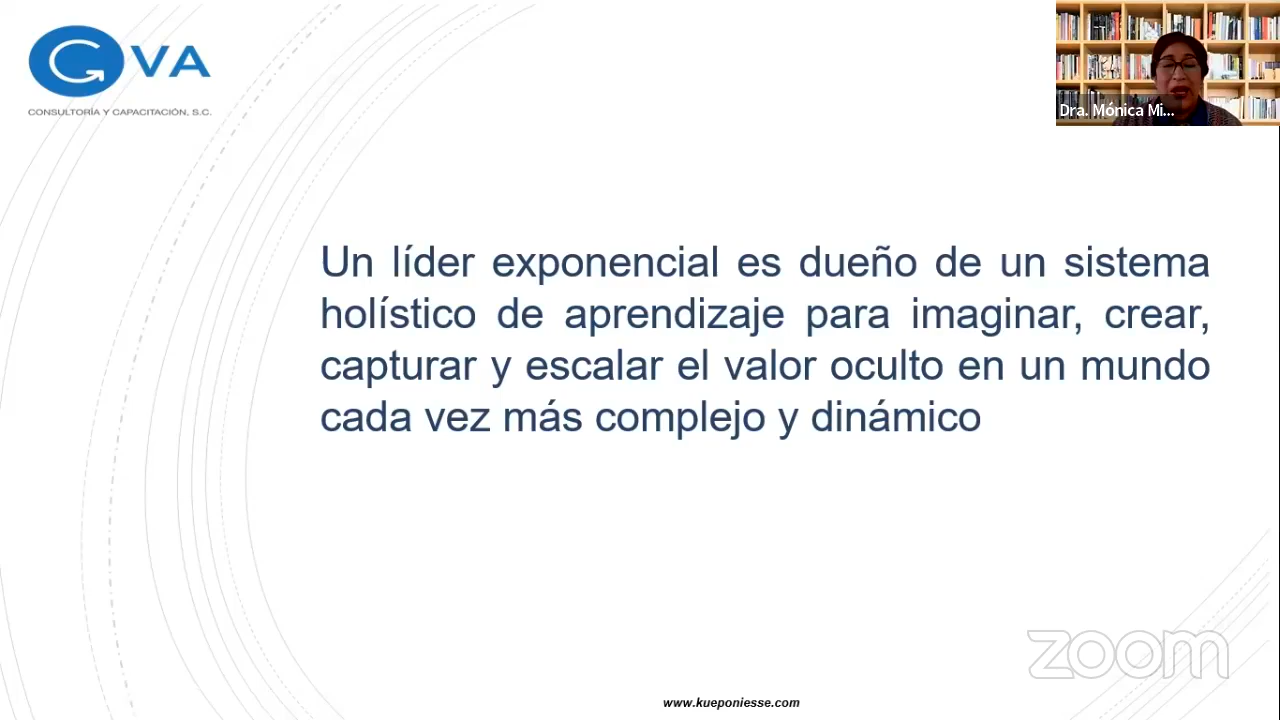 GVA
CONSULTORÍA Y CAPACITACIÓN, S.C.
Dra. Mónica Mi...
Un líder exponencial es dueño de un sistema
holístico de aprendizaje para imaginar, crear,
capturar y escalar el valor oculto en un mundo
cada vez más complejo y dinámico
zoom
www.kueponiesse.com